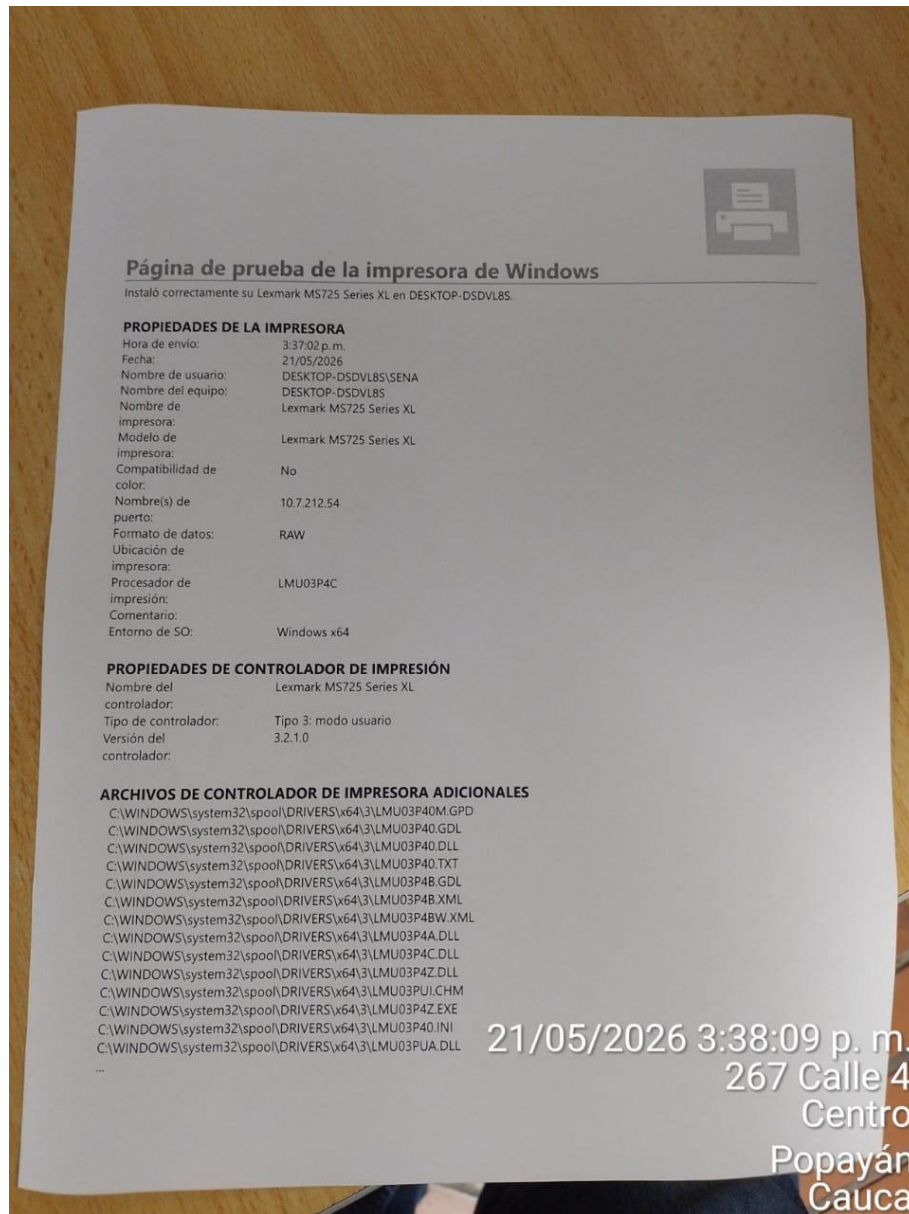 Página de prueba de la impresora de Windows
Instaló correctamente su Lexmark MS725 Series XL en DESKTOP-DSDVL8S.
PROPIEDADES DE LA IMPRESORA
Hora de envío: 3:37:02 p. m.
Fecha: 21/05/2026
Nombre de usuario: DESKTOP-DSDVL8S\SENA
Nombre del equipo: DESKTOP-DSDVL8S
Nombre de Lexmark MS725 Series XL
impresora:
Modelo de Lexmark MS725 Series XL
impresora:
Compatibilidad de No
color:
Nombre(s) de 10.7.212.54
puerto:
Formato de datos: RAW
Ubicación de
impresora:
Procesador de LMU03P4C
impresión:
Comentario:
Entorno de SO: Windows x64
PROPIEDADES DE CONTROLADOR DE IMPRESIÓN
Nombre del Lexmark MS725 Series XL
controlador:
Tipo de controlador: Tipo 3: modo usuario
Versión del 3.2.1.0
controlador:
ARCHIVOS DE CONTROLADOR DE IMPRESORA ADICIONALES
C:\WINDOWS\system32\spool\DRIVERS\x64\3\LMU03P40M.GPD
C:\WINDOWS\system32\spool\DRIVERS\x64\3\LMU03P40.GDL
C:\WINDOWS\system32\spool\DRIVERS\x64\3\LMU03P40.DLL
C:\WINDOWS\system32\spool\DRIVERS\x64\3\LMU03P40.TXT
C:\WINDOWS\system32\spool\DRIVERS\x64\3\LMU03P4B.GDL
C:\WINDOWS\system32\spool\DRIVERS\x64\3\LMU03P4B.XML
C:\WINDOWS\system32\spool\DRIVERS\x64\3\LMU03P4BW.XML
C:\WINDOWS\system32\spool\DRIVERS\x64\3\LMU03P4A.DLL
C:\WINDOWS\system32\spool\DRIVERS\x64\3\LMU03P4C.DLL
C:\WINDOWS\system32\spool\DRIVERS\x64\3\LMU03P4Z.DLL
C:\WINDOWS\system32\spool\DRIVERS\x64\3\LMU03PUI.CHM
C:\WINDOWS\system32\spool\DRIVERS\x64\3\LMU03P4Z.EXE
C:\WINDOWS\system32\spool\DRIVERS\x64\3\LMU03P40.INI
C:\WINDOWS\system32\spool\DRIVERS\x64\3\LMU03PUA.DLL
...
21/05/2026 3:38:09 p. m.
267 Calle 4
Centro
Popayán
Cauca